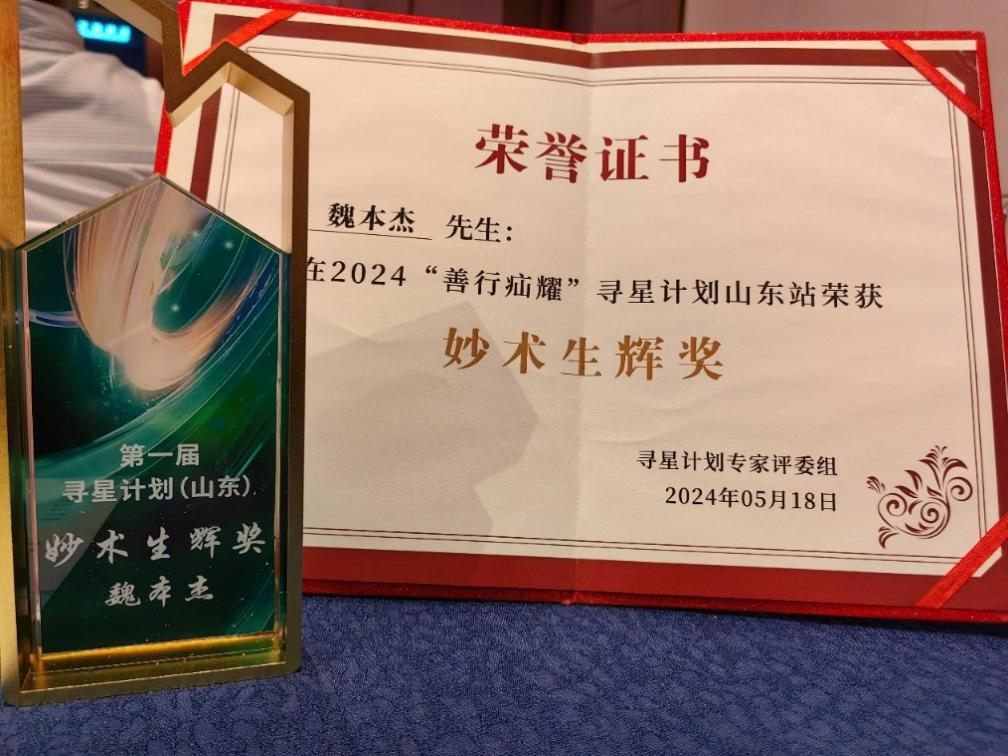 荣誉证书
魏本杰 先生：
在2024“善行疝耀”寻星计划山东站荣获
妙术生辉奖
寻星计划专家评委组
2024年05月18日
第一届
寻星计划(山东)
妙术生辉奖
魏本杰